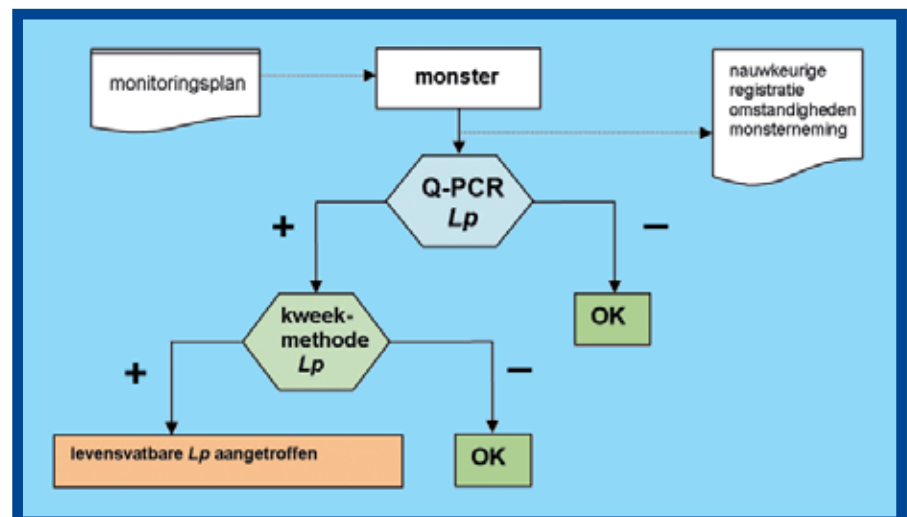 monitoringsplan
monster
nauwkeurige
registratie
omstandigheden
monsterneming
Q-PCR
Lp
+
–
kweek-
methode
Lp
OK
+
–
levensvatbare Lp aangetroffen
OK